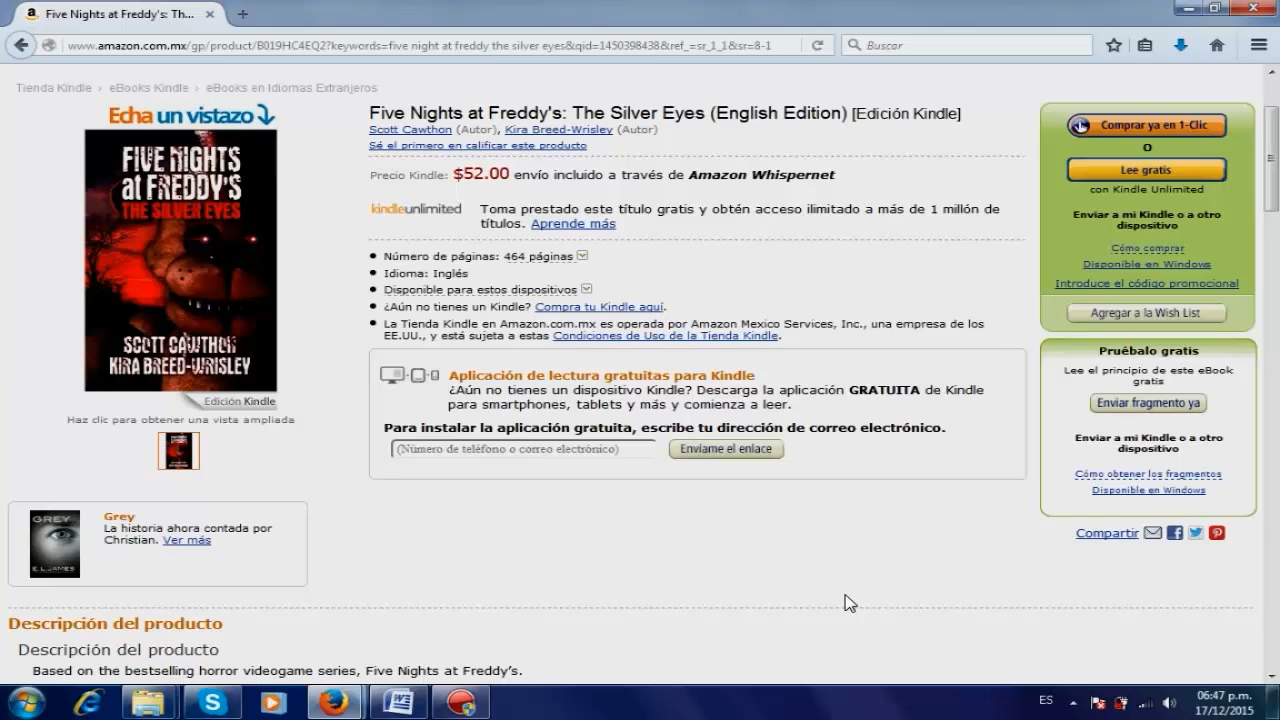 Five Nights at Freddy's: Th...
www.amazon.com.mx/gp/product/B019HC4EQ2?keywords=five night at freddy the silver eyes&qid=1450398438&ref_=sr_1_1&sr=8-1
Buscar
Tienda Kindle › eBooks Kindle › eBooks en Idiomas Extranjeros
Echa un vistazo
FIVE NIGHTS
at FREDDY'S
THE SILVER EYES
SCOTT CAWTHON
KIRA BREED-WRISLEY
Edición Kindle
Haz clic para obtener una vista ampliada
Five Nights at Freddy's: The Silver Eyes (English Edition) [Edición Kindle]
Scott Cawthon (Autor), Kira Breed-Wrisley (Autor)
Sé el primero en calificar este producto
Precio Kindle: $52.00 envío incluido a través de Amazon Whispernet
kindleunlimited Toma prestado este título gratis y obtén acceso ilimitado a más de 1 millón de
títulos. Aprende más
Número de páginas: 464 páginas
Idioma: Inglés
Disponible para estos dispositivos
¿Aún no tienes un Kindle? Compra tu Kindle aquí.
La Tienda Kindle en Amazon.com.mx es operada por Amazon Mexico Services, Inc., una empresa de los
EE.UU., y está sujeta a estas Condiciones de Uso de la Tienda Kindle.
Aplicación de lectura gratuitas para Kindle
¿Aún no tienes un dispositivo Kindle? Descarga la aplicación GRATUITA de Kindle
para smartphones, tablets y más y comienza a leer.
Para instalar la aplicación gratuita, escribe tu dirección de correo electrónico.
(Número de teléfono o correo electrónico)
Envíame el enlace
Comprar ya en 1-Clic
O
Lee gratis
con Kindle Unlimited
Enviar a mi Kindle o a otro
dispositivo
Cómo comprar
Disponible en Windows
Introduce el código promocional
Agregar a la Wish List
Pruébalo gratis
Lee el principio de este eBook
gratis
Enviar fragmento ya
Enviar a mi Kindle o a otro
dispositivo
Cómo obtener los fragmentos
Disponible en Windows
Compartir
GREY
E L JAMES
Grey
La historia ahora contada por
Christian. Ver más
Descripción del producto
Descripción del producto
Based on the bestselling horror videogame series, Five Nights at Freddy's.
ES
06:47 p.m.
17/12/2015